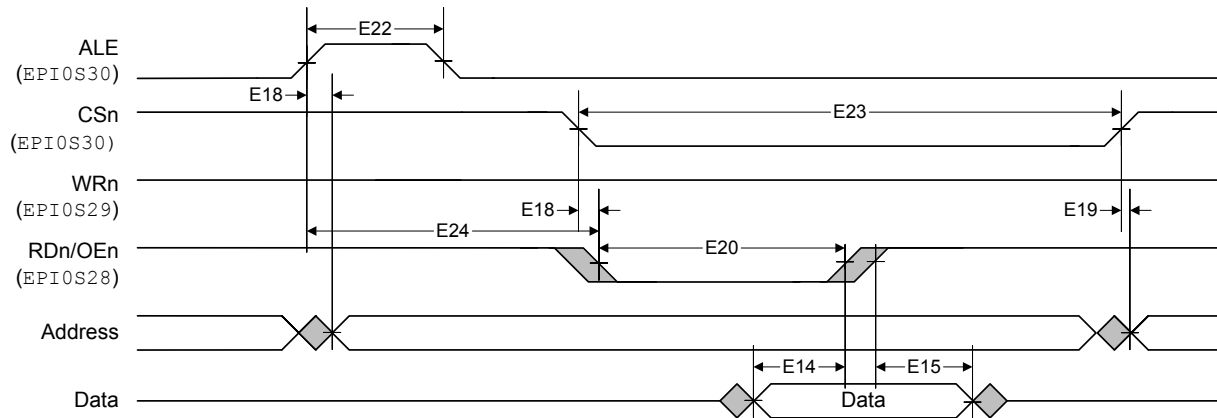 E22
ALE
(EPI0S30)
E18
CSn
(EPI0S30)
E23
WRn
(EPI0S29)
E18
E19
E24
RDn/OEn
(EPI0S28)
E20
Address
E14
E15
Data
Data